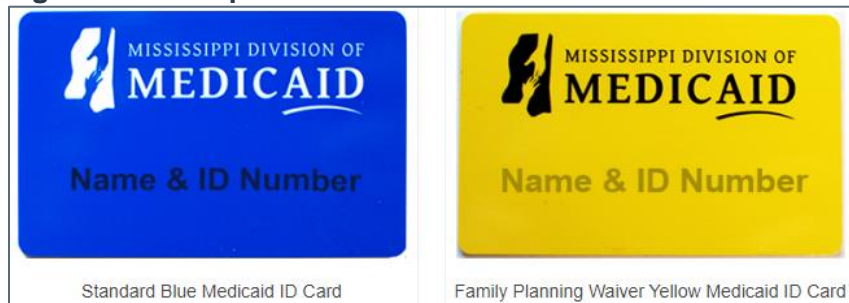 MISSISSIPPI DIVISION OF
MEDICAID
Name & ID Number
Standard Blue Medicaid ID Card
MISSISSIPPI DIVISION OF
MEDICAID
Name & ID Number
Family Planning Waiver Yellow Medicaid ID Card